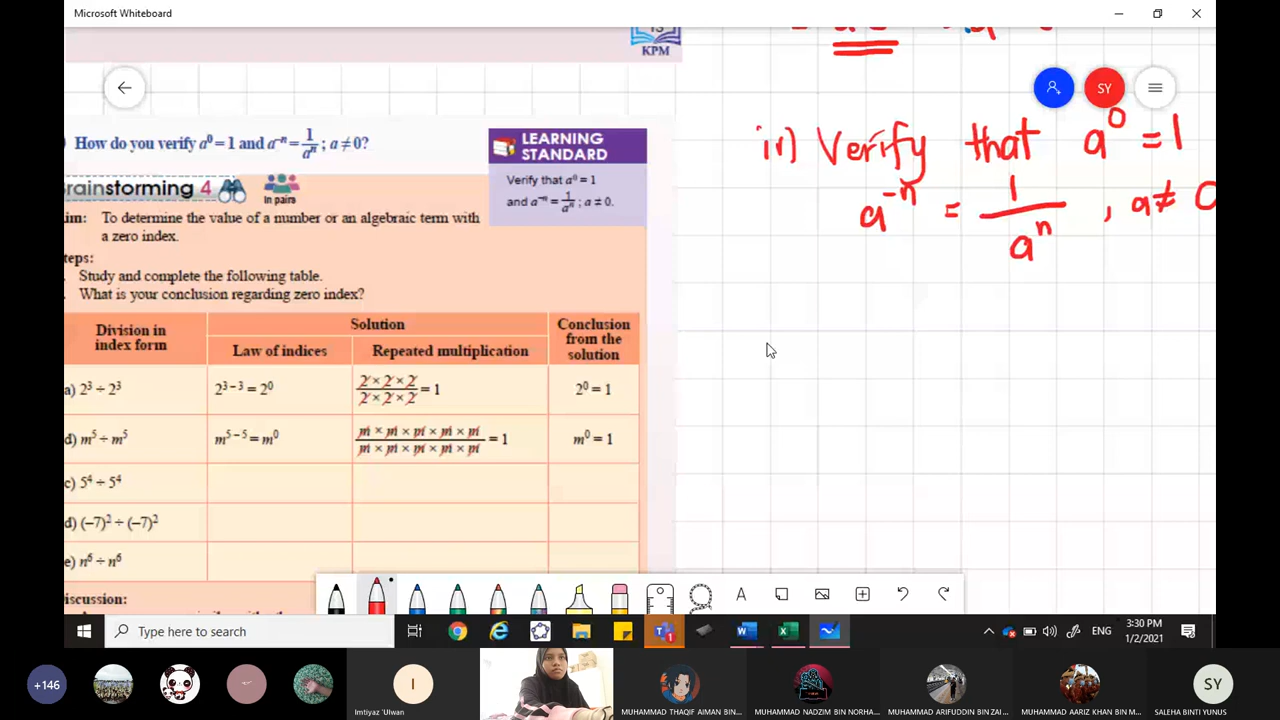 Microsoft Whiteboard
KPM
How do you verify a⁰ = 1 and a⁻ⁿ = 1/aⁿ ; a ≠ 0?
LEARNING
STANDARD
Verify that a⁰ = 1
and a⁻ⁿ = 1/aⁿ ; a ≠ 0.
rainstorming 4
In pairs
im: To determine the value of a number or an algebraic term with
a zero index.
teps:
Study and complete the following table.
What is your conclusion regarding zero index?
Division in
index form
Solution
Law of indices
Repeated multiplication
Conclusion
from the
solution
a) 2³ ÷ 2³
2³⁻³ = 2⁰
2 × 2 × 2 / 2 × 2 × 2 = 1
2⁰ = 1
d) m⁵ ÷ m⁵
m⁵⁻⁵ = m⁰
m × m × m × m × m / m × m × m × m × m = 1
m⁰ = 1
c) 5⁴ ÷ 5⁴
d) (–7)² ÷ (–7)²
e) n⁶ ÷ n⁶
iscussion:
SY
ii) Verify that a⁰ = 1
a⁻ⁿ = 1/aⁿ , a ≠ 0
A
Type here to search
ENG
3:30 PM
1/2/2021
+146
I
Imtiyaz 'Ulwan
MUHAMMAD THAQIF AIMAN BIN...
MUHAMMAD NADZIM BIN NORHA...
MUHAMMAD ARIFUDDIN BIN ZAI...
MUHAMMAD AARIZ KHAN BIN M...
SY
SALEHA BINTI YUNUS